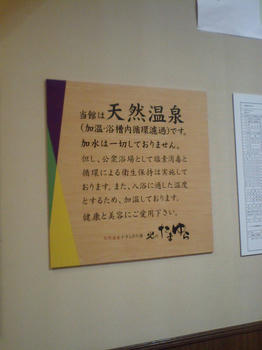 当館は天然温泉
(加温・浴槽内循環濾過)です。
加水は一切しておりません。
但し、公衆浴場として塩素消毒と
循環による衛生保持は実施して
おります。また、入浴に適した温度
とするため、加温しております。
健康と美容にご愛用下さい。
北のたまゆら